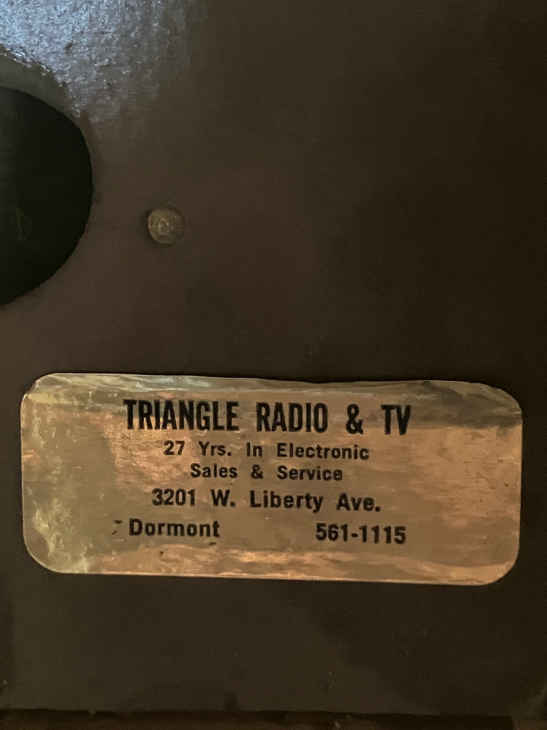 TRIANGLE RADIO & TV
27 Yrs. In Electronic
Sales & Service
3201 W. Liberty Ave.
Dormont 561-1115